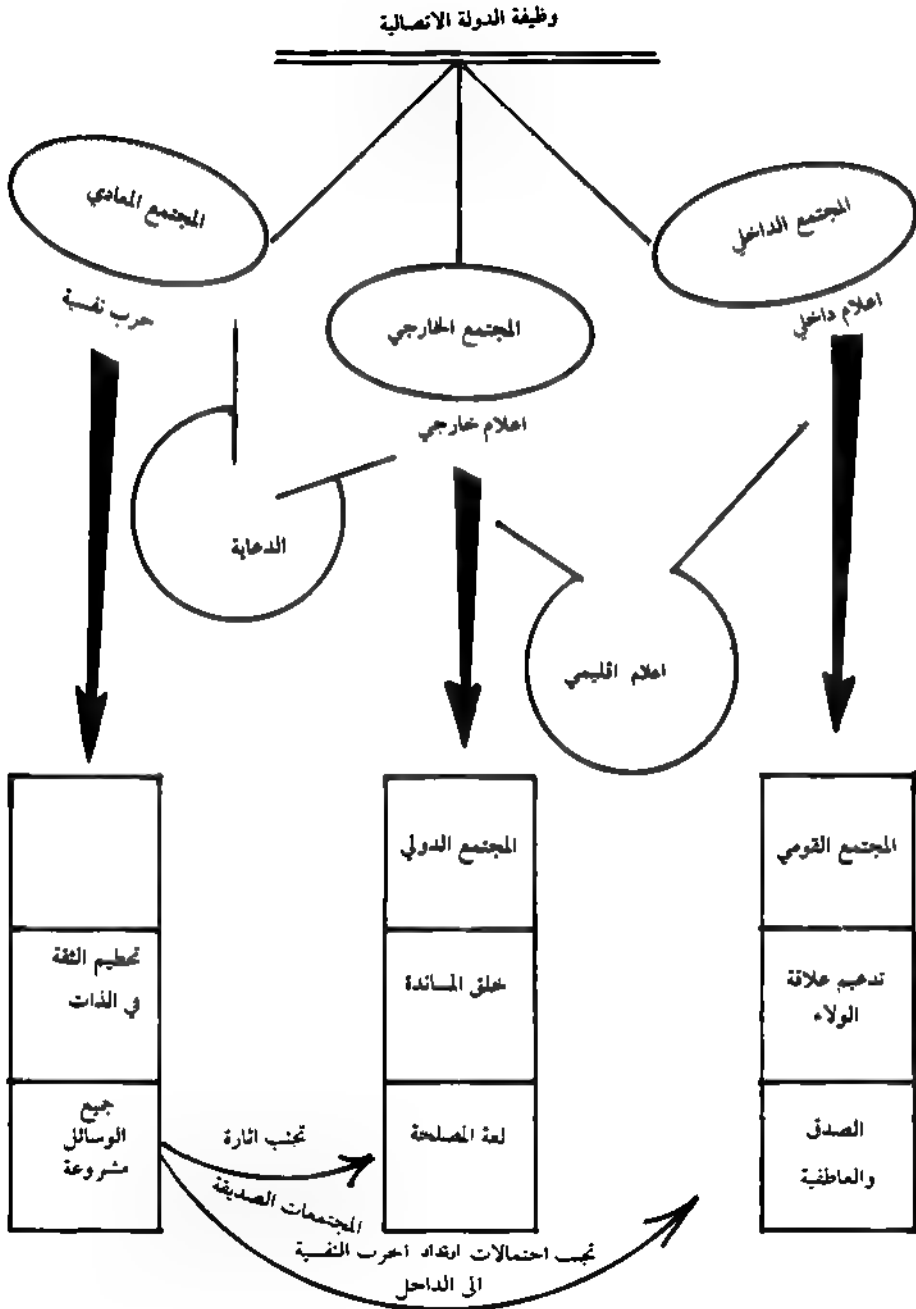 وظيفة الدولة الاتصالية
المجتمع الداخلي
اعلام داخلي
المجتمع الخارجي
اعلام خارجي
المجتمع المعادي
حرب نفسية
الدعاية
اعلام اقليمي
المجتمع القومي
تدعيم علاقة
الولاء
الصدق
والعاطفية
المجتمع الدولي
خلق المساندة
لغة المصلحة
تحطيم الثقة
في الذات
جميع
الوسائل
مشروعة
تجنب اثارة
المجتمعات الصديقة
تجنب احتمالات ارتداد الحرب النفسية
الى الداخل